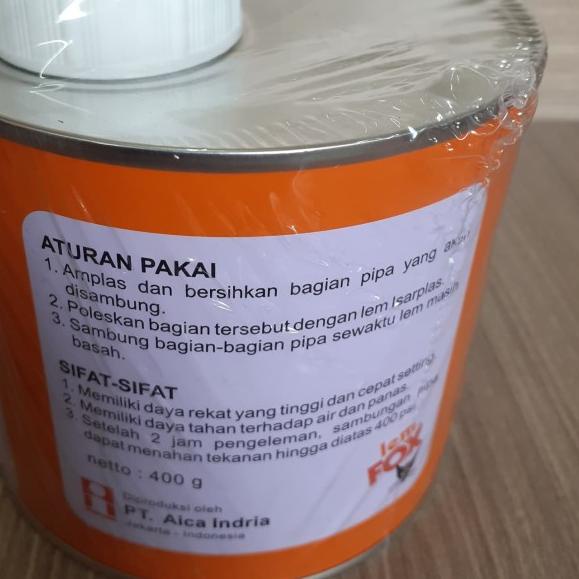 ATURAN PAKAI
1. Amplas dan bersihkan bagian pipa yang akan
disambung.
2. Poleskan bagian tersebut dengan lem Isarplas.
3. Sambung bagian-bagian pipa sewaktu lem masih
basah.
SIFAT-SIFAT
1. Memiliki daya rekat yang tinggi dan cepat setting.
2. Memiliki daya tahan terhadap air dan panas.
3. Setelah 2 jam pengeleman, sambungan pipa
dapat menahan tekanan hingga diatas 400 psi.
netto : 400 g
lem
FOX
Diproduksi oleh
PT. Aica Indria
Jakarta - Indonesia